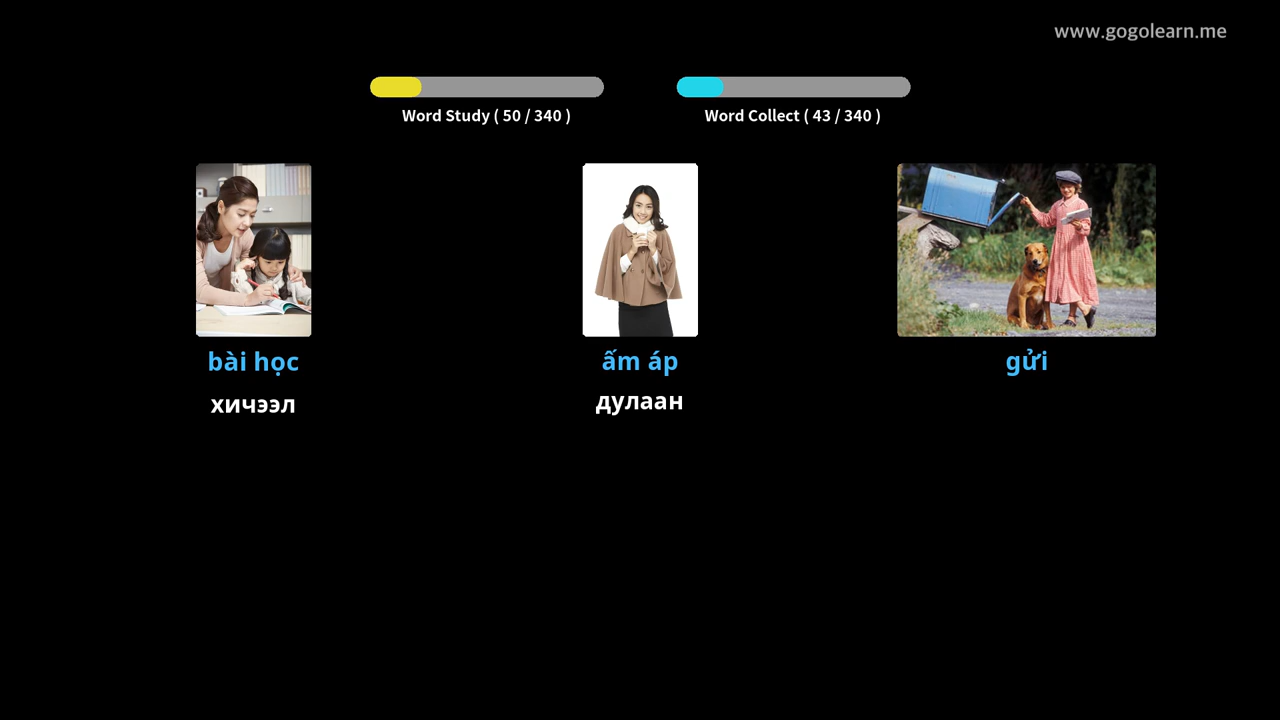 www.gogolearn.me
Word Study ( 50 / 340 )
Word Collect ( 43 / 340 )
bài học
хичээл
ấm áp
дулаан
gửi